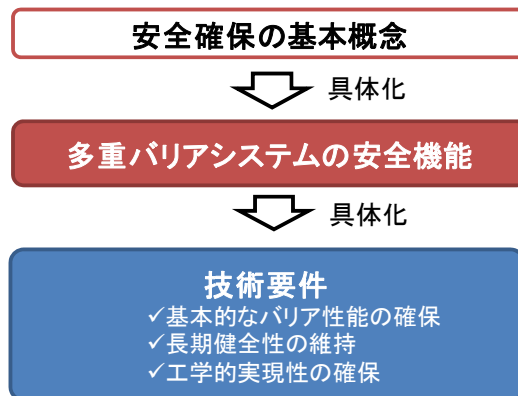 安全確保の基本概念
具体化
多重バリアシステムの安全機能
具体化
技術要件
✓基本的なバリア性能の確保
✓長期健全性の維持
✓工学的実現性の確保